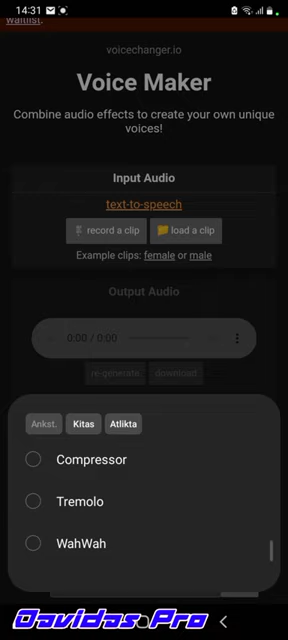 14:31
waitlist.
voicechanger.io
Voice Maker
Combine audio effects to create your own unique
voices!
Input Audio
text-to-speech
record a clip
load a clip
Example clips: female or male
Output Audio
0:00 / 0:00
re-generate
download
Ankst.
Kitas
Atlikta
Compressor
Tremolo
WahWah
Davidas Pro